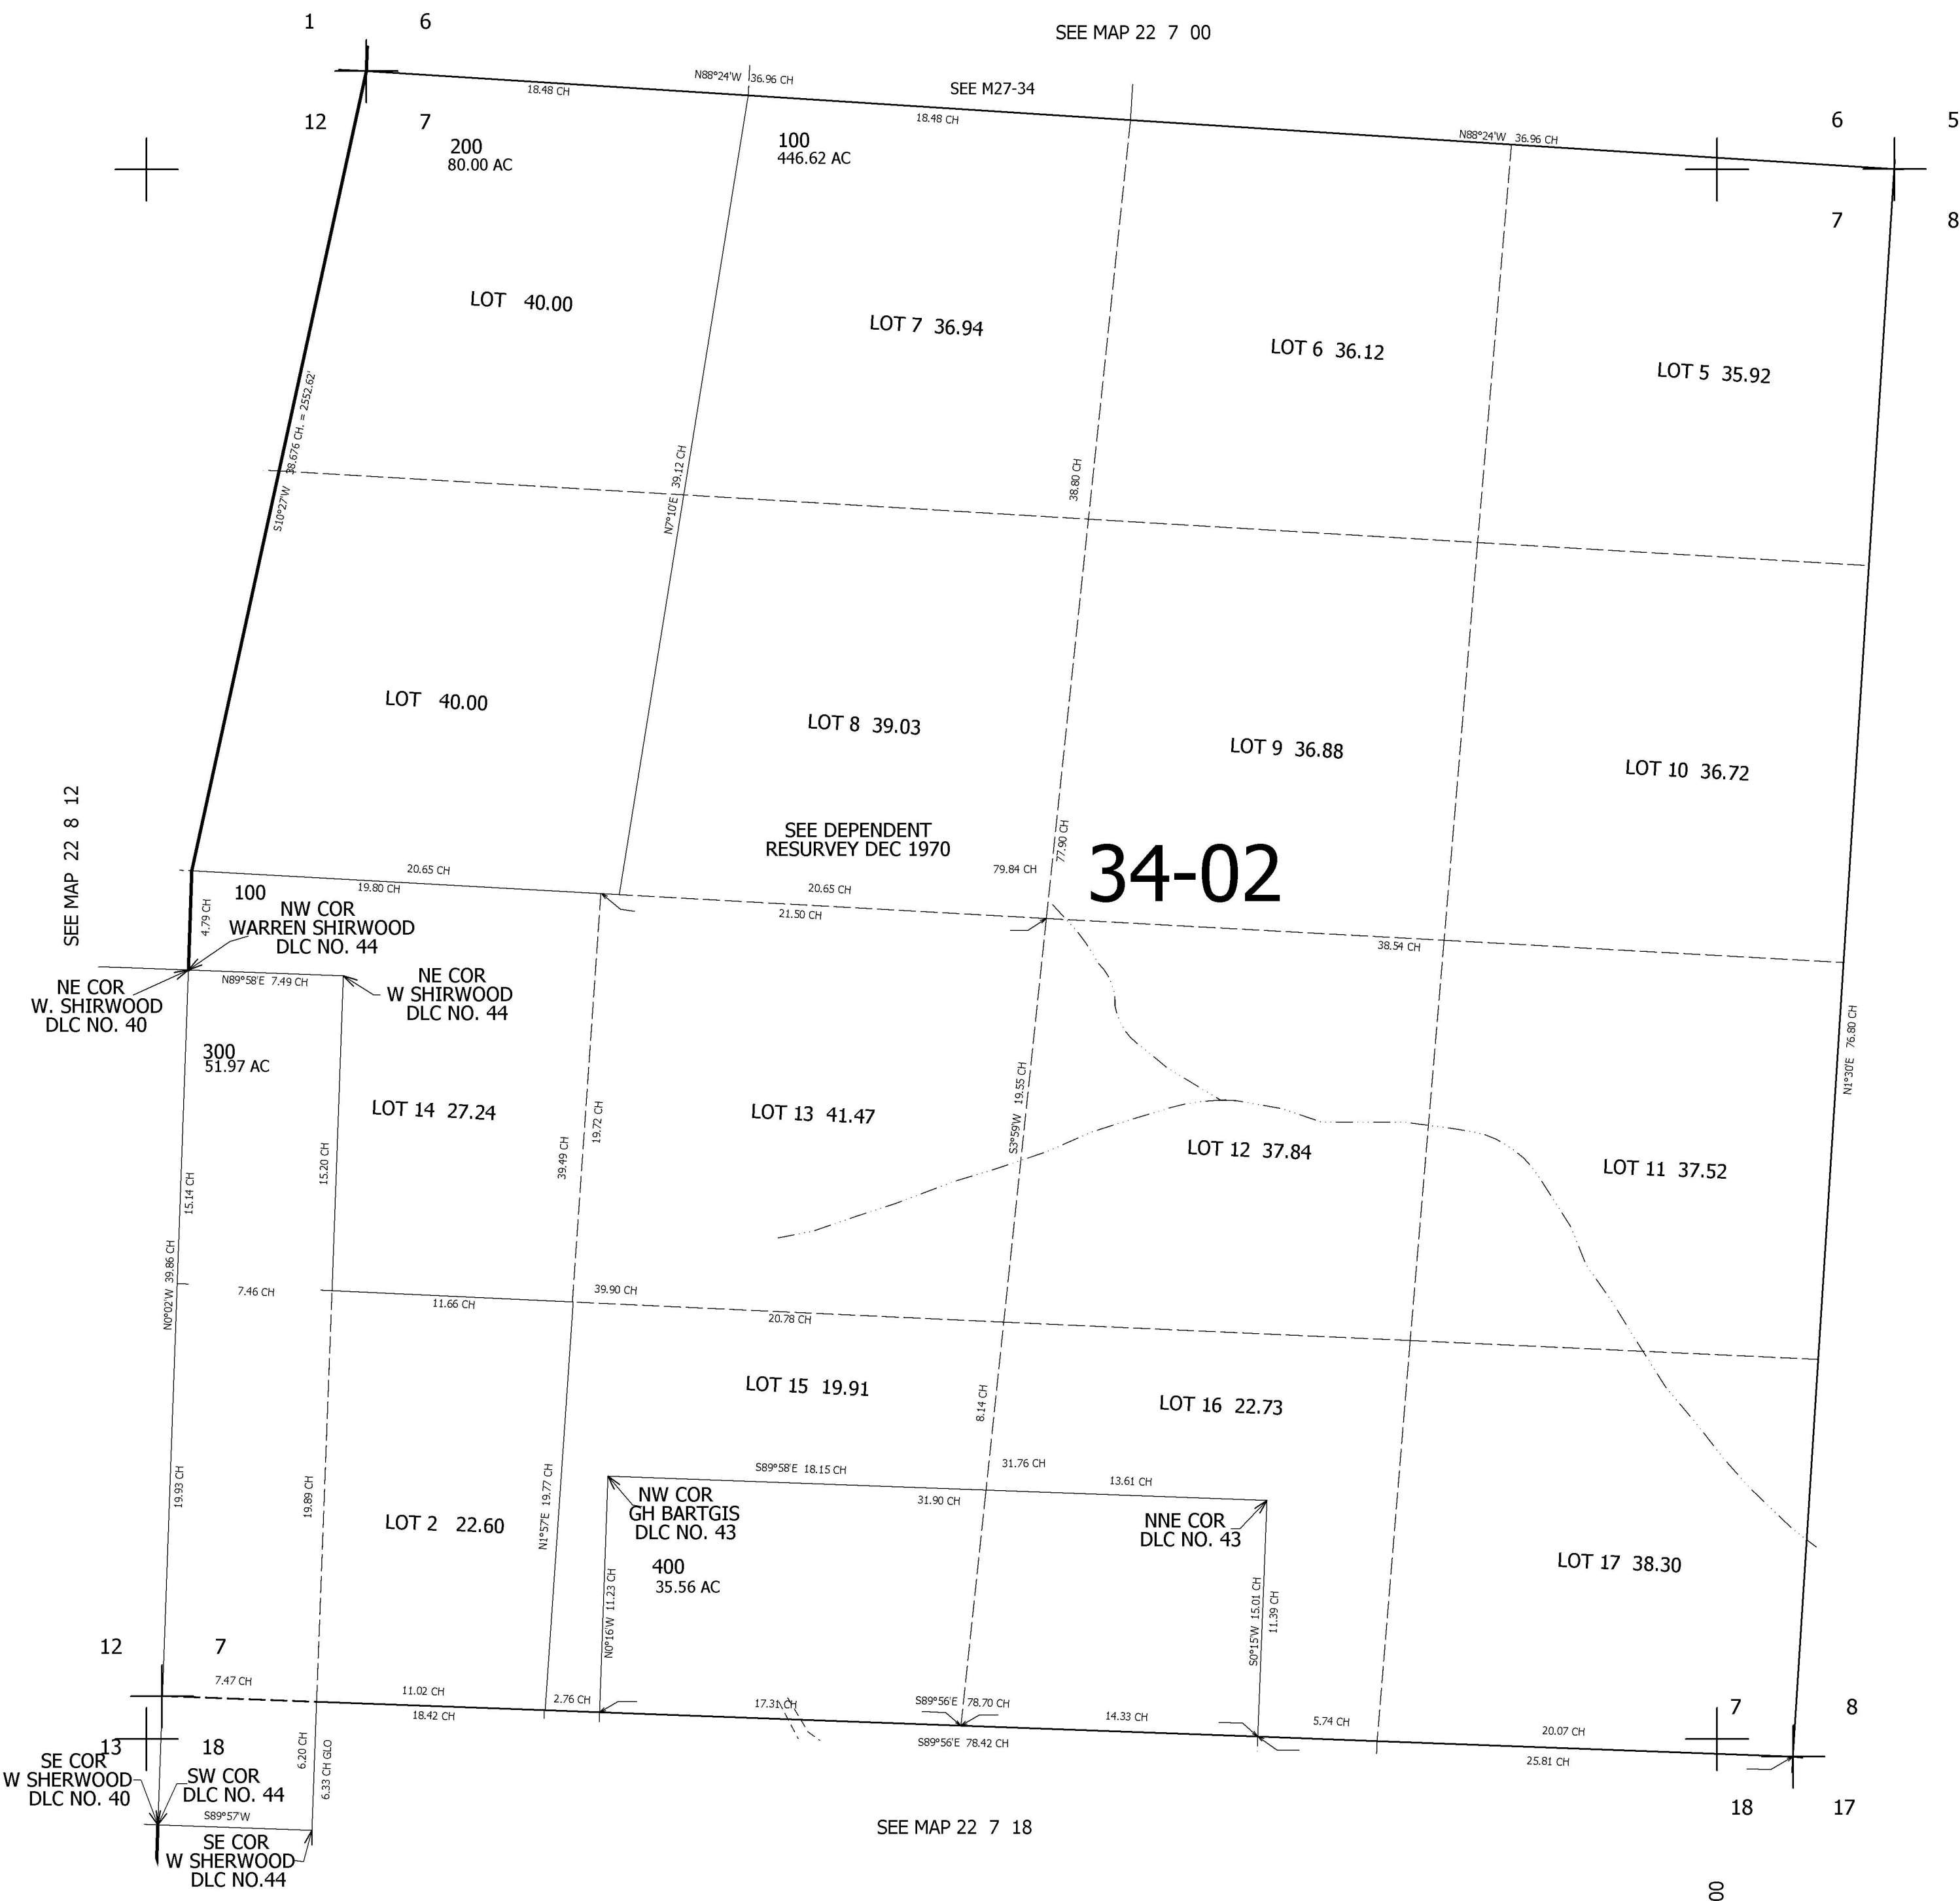 1
6
SEE MAP 22 7 00
N88°24'W 36.96 CH
18.48 CH
SEE M27-34
18.48 CH
N88°24'W 36.96 CH
6
5
12
7
200
80.00 AC
100
446.62 AC
7
8
LOT 40.00
LOT 7 36.94
LOT 6 36.12
LOT 5 35.92
S10°27'W 38.676 CH. = 2552.62'
N7°10'E 39.12 CH
38.80 CH
LOT 40.00
LOT 8 39.03
LOT 9 36.88
LOT 10 36.72
SEE MAP 22 8 12
SEE DEPENDENT
RESURVEY DEC 1970
77.90 CH
34-02
20.65 CH
19.80 CH
20.65 CH
79.84 CH
21.50 CH
38.54 CH
100
4.79 CH
NW COR
WARREN SHIRWOOD
DLC NO. 44
N89°58'E 7.49 CH
NE COR
W. SHIRWOOD
DLC NO. 40
NE COR
W SHIRWOOD
DLC NO. 44
300
51.97 AC
N1°30'E 76.80 CH
LOT 14 27.24
LOT 13 41.47
LOT 12 37.84
LOT 11 37.52
15.14 CH
15.20 CH
39.49 CH
19.72 CH
S3°59'W 19.55 CH
N0°02'W 39.86 CH
7.46 CH
11.66 CH
39.90 CH
20.78 CH
LOT 15 19.91
LOT 16 22.73
8.14 CH
19.93 CH
19.89 CH
N1°57'E 19.77 CH
S89°58'E 18.15 CH
31.76 CH
13.61 CH
31.90 CH
LOT 2 22.60
NW COR
GH BARTGIS
DLC NO. 43
NNE COR
DLC NO. 43
LOT 17 38.30
400
35.56 AC
N0°16'W 11.23 CH
S0°15'W 15.01 CH
11.39 CH
12
7
7.47 CH
11.02 CH
18.42 CH
2.76 CH
17.31 CH
S89°56'E 78.70 CH
S89°56'E 78.42 CH
14.33 CH
5.74 CH
20.07 CH
25.81 CH
7
8
13
18
6.20 CH
6.33 CH GLO
SE COR
W SHERWOOD
DLC NO. 40
SW COR
DLC NO. 44
S89°57'W
SE COR
W SHERWOOD
DLC NO.44
SEE MAP 22 7 18
18
17
00